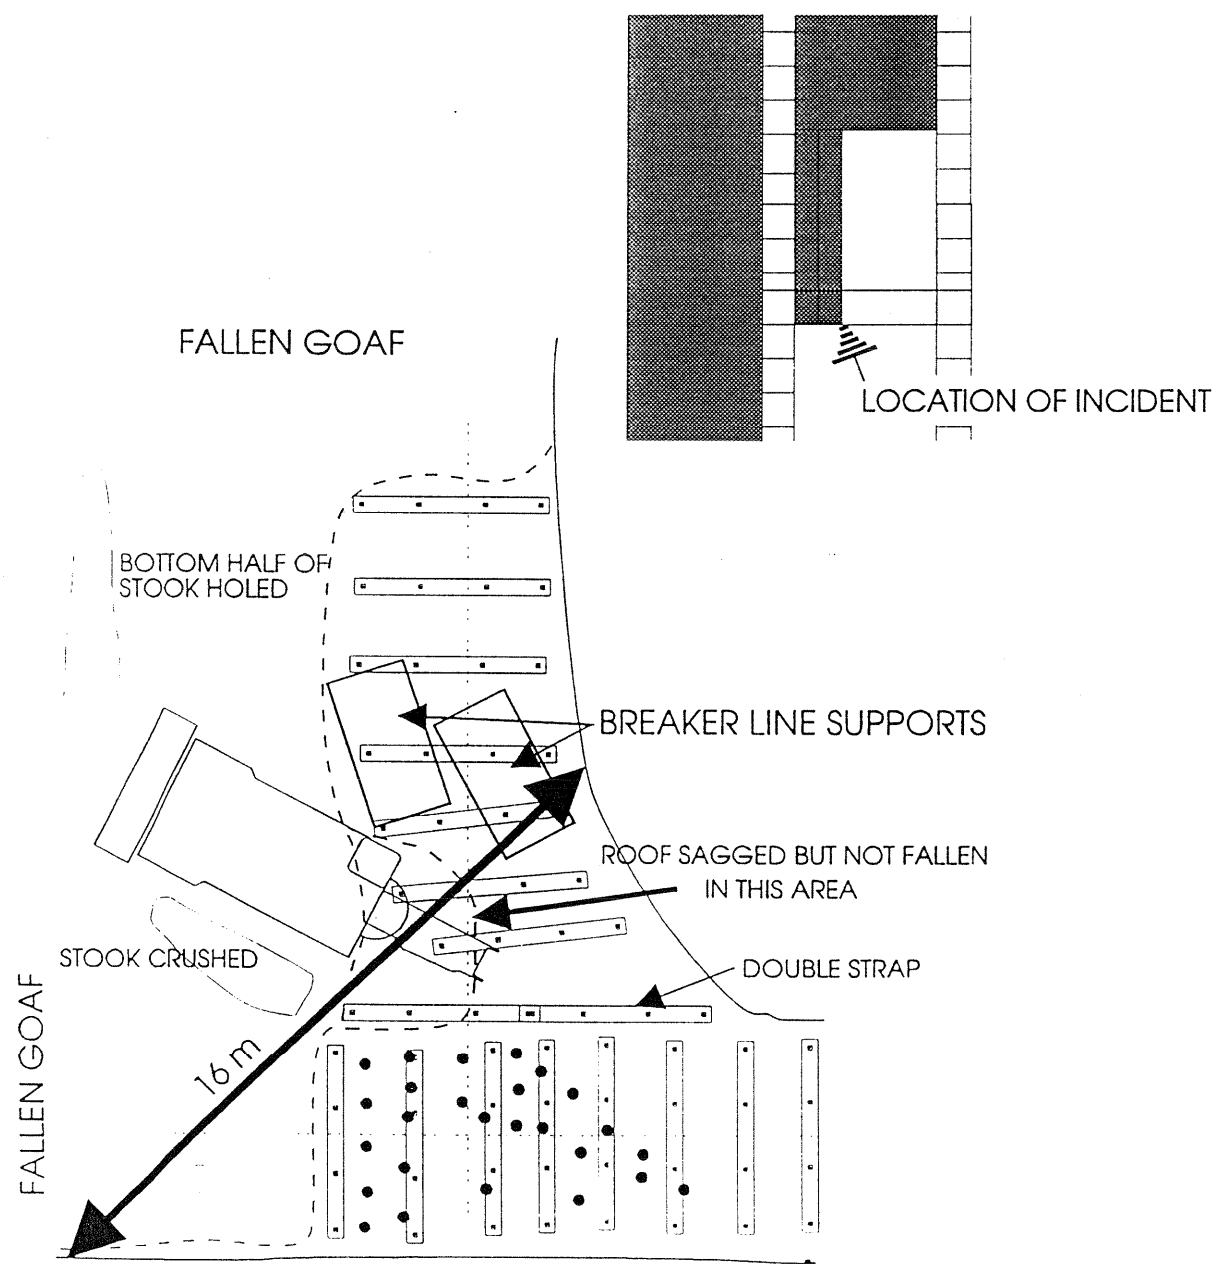 FALLEN GOAF
LOCATION OF INCIDENT
BOTTOM HALF OF
STOOK HOLED
BREAKER LINE SUPPORTS
ROOF SAGGED BUT NOT FALLEN
IN THIS AREA
STOOK CRUSHED
DOUBLE STRAP
16 m
FALLEN GOAF